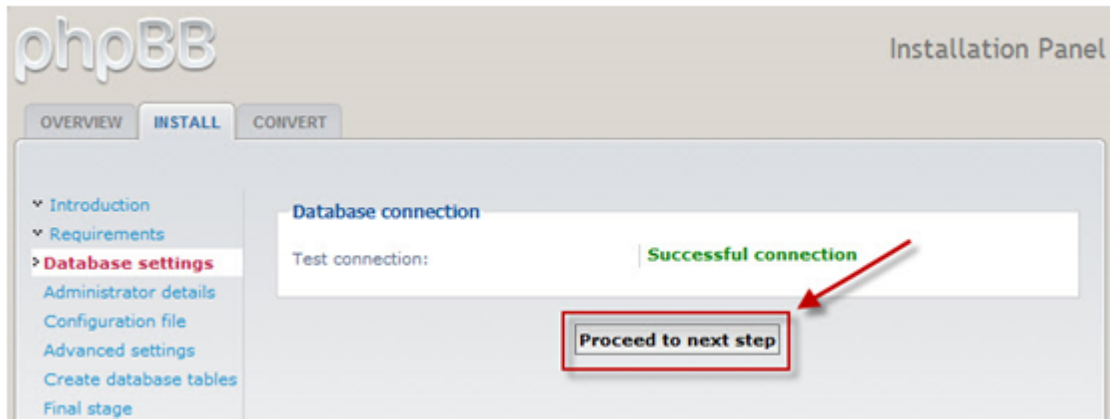 phpBB
Installation Panel
OVERVIEW INSTALL CONVERT
Introduction
Requirements
Database settings
Administrator details
Configuration file
Advanced settings
Create database tables
Final stage
Database connection
Test connection: Successful connection
Proceed to next step